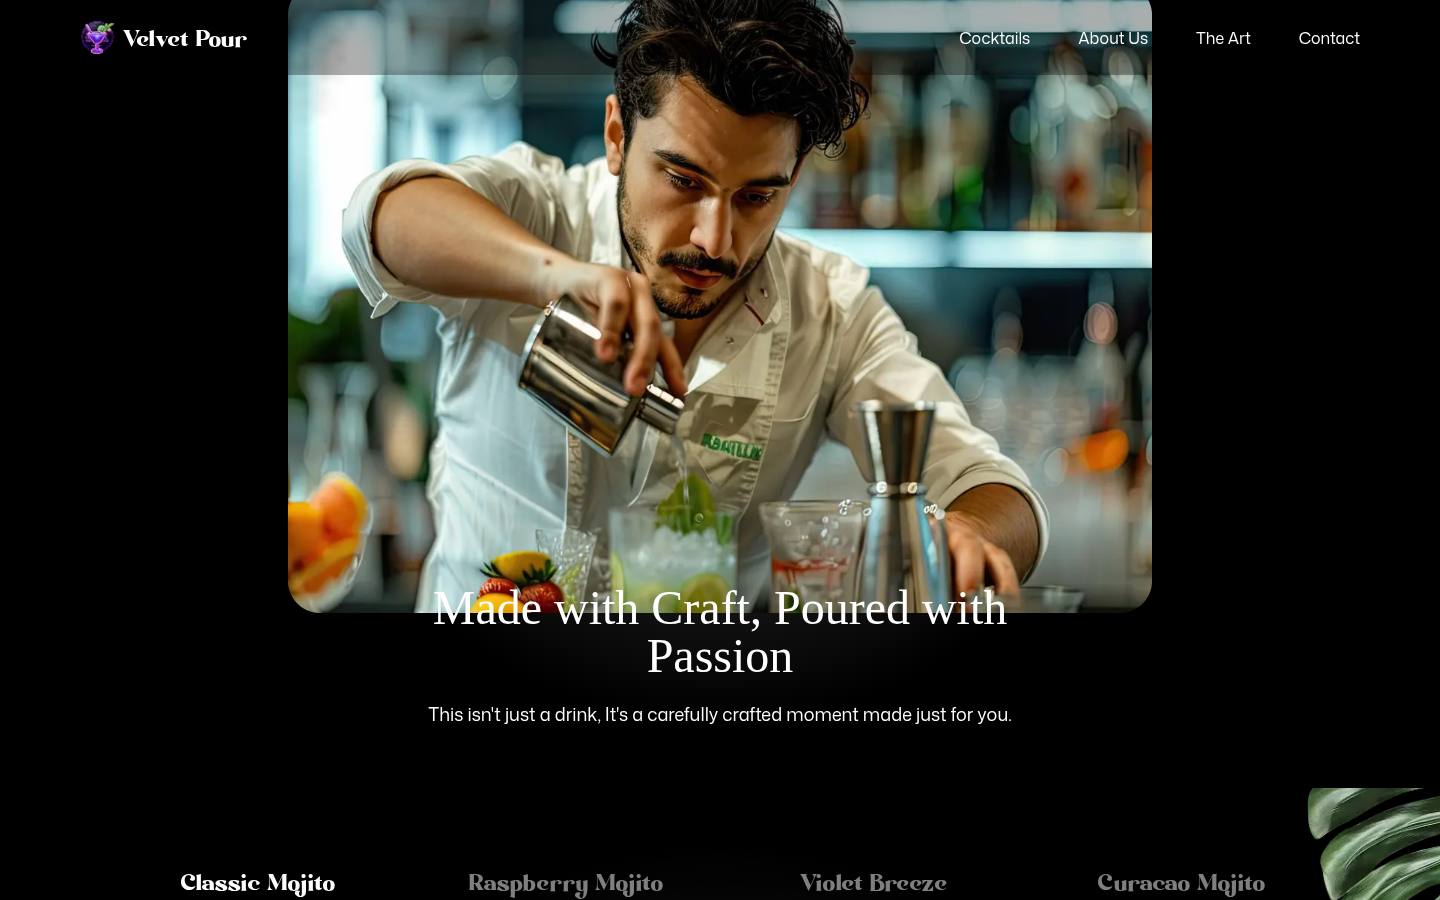 Velvet Pour
Cocktails
About Us
The Art
Contact
Made with Craft, Poured with
Passion
This isn't just a drink, It's a carefully crafted moment made just for you.
Classic Mojito
Raspberry Mojito
Violet Breeze
Curacao Mojito